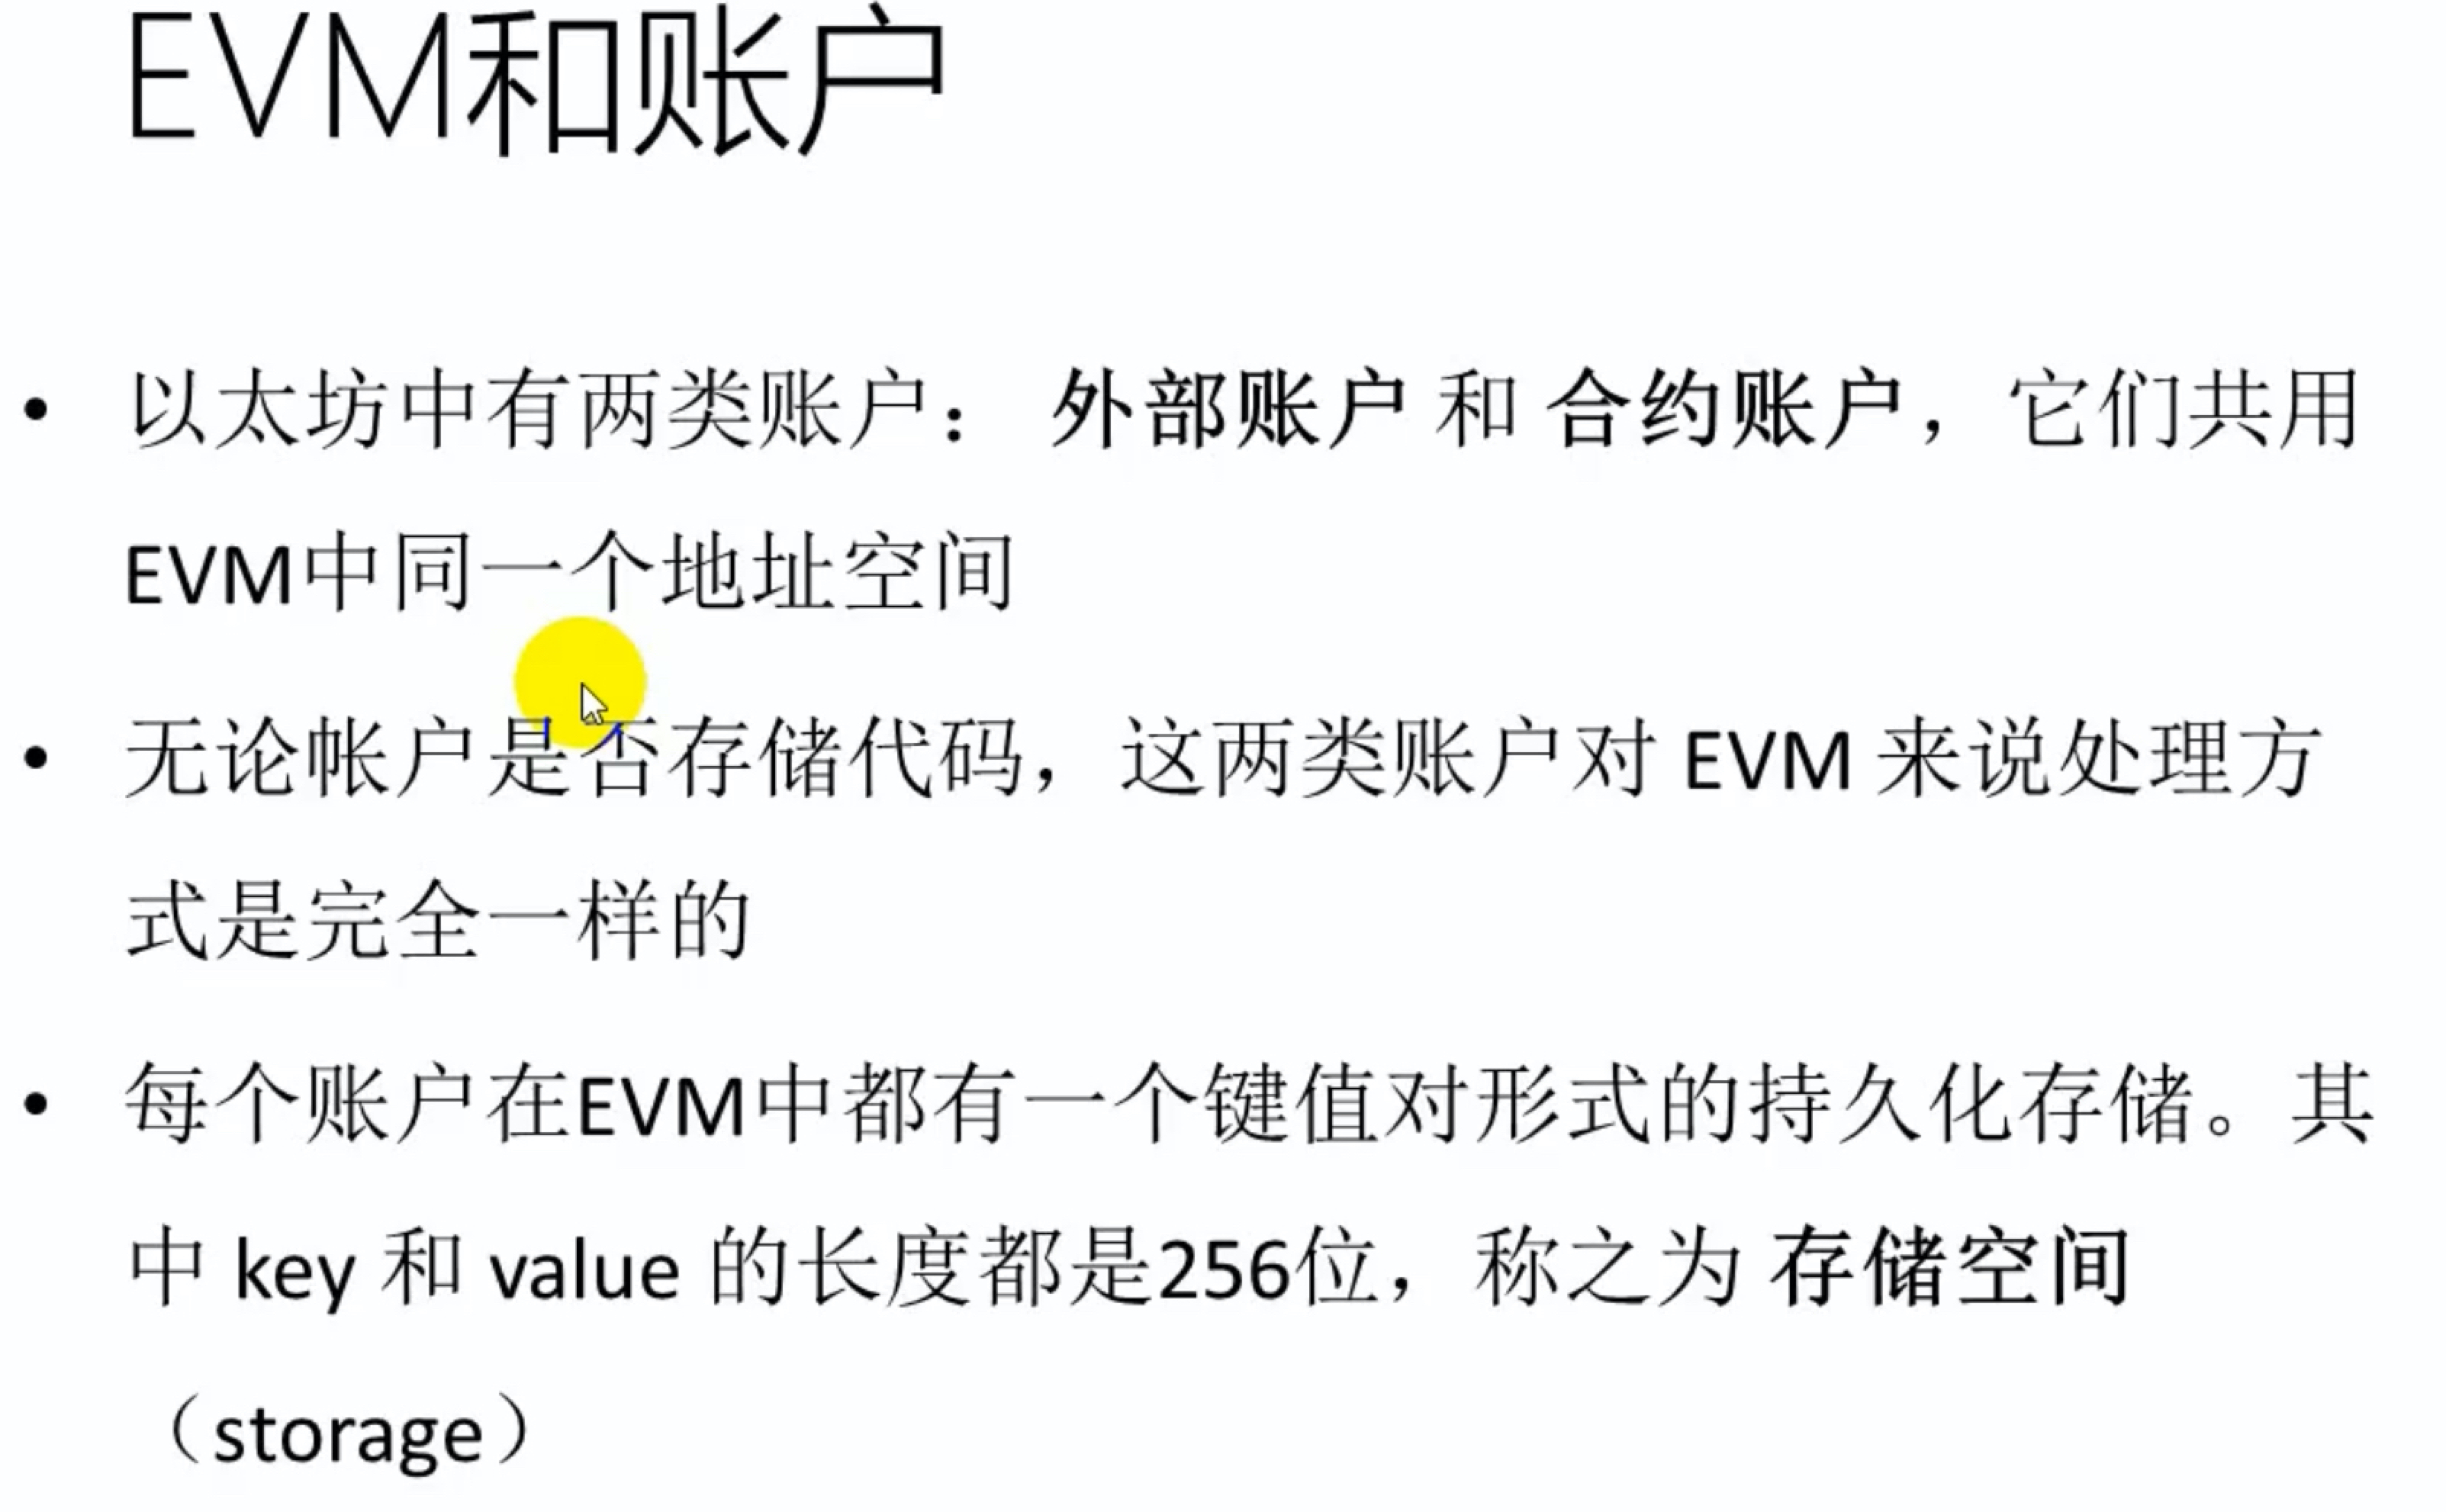 EVM和账户
• 以太坊中有两类账户： 外部账户 和 合约账户，它们共用
EVM中同一个地址空间
• 无论帐户是否存储代码，这两类账户对 EVM 来说处理方
式是完全一样的
• 每个账户在EVM中都有一个键值对形式的持久化存储。其
中 key 和 value 的长度都是256位，称之为 存储空间
（storage）